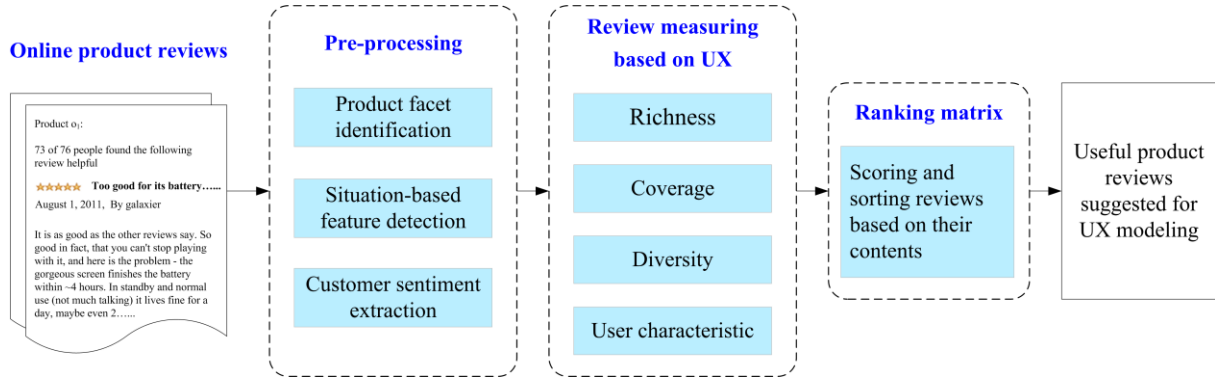 Online product reviews
Product o₁:
73 of 76 people found the following
review helpful
Too good for its battery…...
August 1, 2011, By galaxier
It is as good as the other reviews say. So
good in fact, that you can't stop playing
with it, and here is the problem - the
gorgeous screen finishes the battery
within ~4 hours. In standby and normal
use (not much talking) it lives fine for a
day, maybe even 2…...
Pre-processing
Product facet
identification
Situation-based
feature detection
Customer sentiment
extraction
Review measuring
based on UX
Richness
Coverage
Diversity
User characteristic
Ranking matrix
Scoring and
sorting reviews
based on their
contents
Useful product
reviews
suggested for
UX modeling